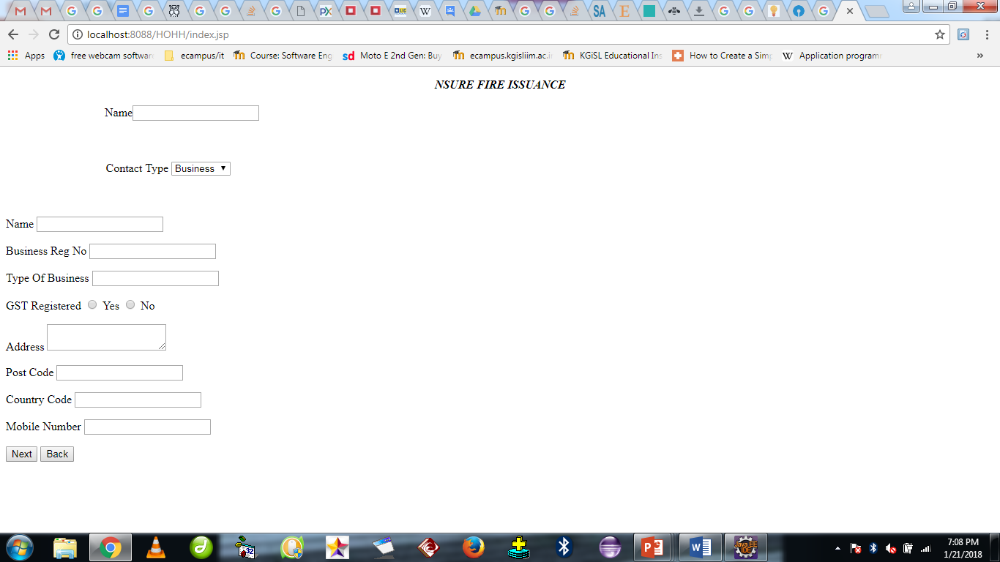 localhost:8088/HOHH/index.jsp
Apps free webcam softwar ecampus/it Course: Software Eng sd Moto E 2nd Gen: Buy ecampus.kgisliim.ac.i KGiSL Educational Ins How to Create a Simp W Application program »
NSURE FIRE ISSUANCE
Name
Contact Type Business
Name
Business Reg No
Type Of Business
GST Registered Yes No
Address
Post Code
Country Code
Mobile Number
Next Back
7:08 PM
1/21/2018